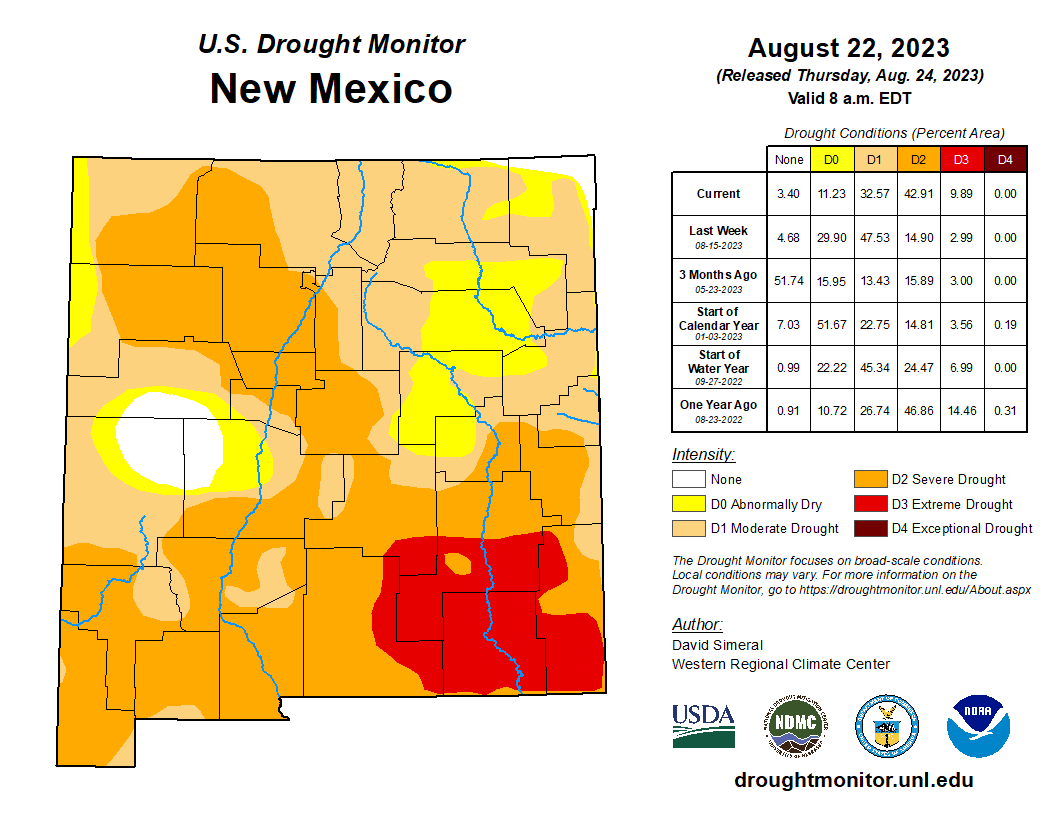 U.S. Drought Monitor
New Mexico
August 22, 2023
(Released Thursday, Aug. 24, 2023)
Valid 8 a.m. EDT
Drought Conditions (Percent Area)
None D0 D1 D2 D3 D4
Current 3.40 11.23 32.57 42.91 9.89 0.00
Last Week
08-15-2023 4.68 29.90 47.53 14.90 2.99 0.00
3 Months Ago
05-23-2023 51.74 15.95 13.43 15.89 3.00 0.00
Start of
Calendar Year
01-03-2023 7.03 51.67 22.75 14.81 3.56 0.19
Start of
Water Year
09-27-2022 0.99 22.22 45.34 24.47 6.99 0.00
One Year Ago
08-23-2022 0.91 10.72 26.74 46.86 14.46 0.31
Intensity:
None
D0 Abnormally Dry
D1 Moderate Drought
D2 Severe Drought
D3 Extreme Drought
D4 Exceptional Drought
The Drought Monitor focuses on broad-scale conditions.
Local conditions may vary. For more information on the
Drought Monitor, go to https://droughtmonitor.unl.edu/About.aspx
Author:
David Simeral
Western Regional Climate Center
USDA
NDMC
NOAA
droughtmonitor.unl.edu